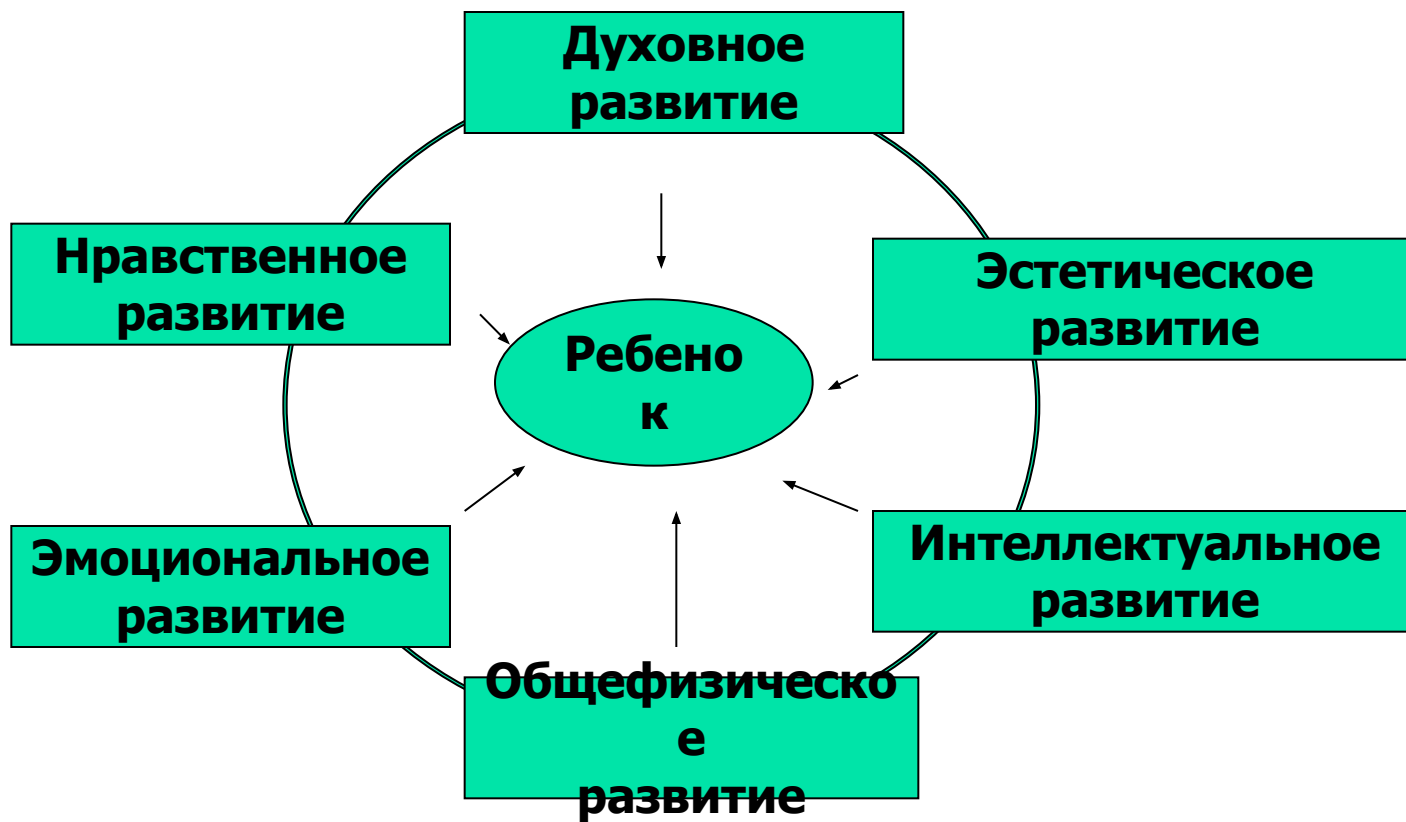 Духовное
развитие
Нравственное
развитие
Эстетическое
развитие
Ребено
к
Эмоциональное
развитие
Интеллектуальное
развитие
Общефизическо
е
развитие